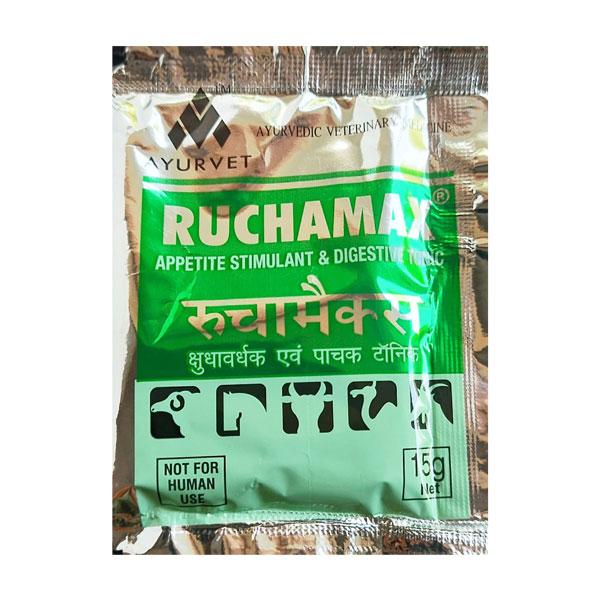 TM
AYURVET
AYURVEDIC VETERINARY MEDICINE
RUCHAMAX®
APPETITE STIMULANT & DIGESTIVE TONIC
रुचामैक्स
क्षुधावर्धक एवं पाचक टॉनिक
NOT FOR
HUMAN
USE
15g
Net